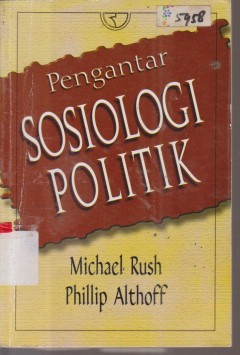 5958
Pengantar
SOSIOLOGI
POLITIK
Michael Rush
Phillip Althoff